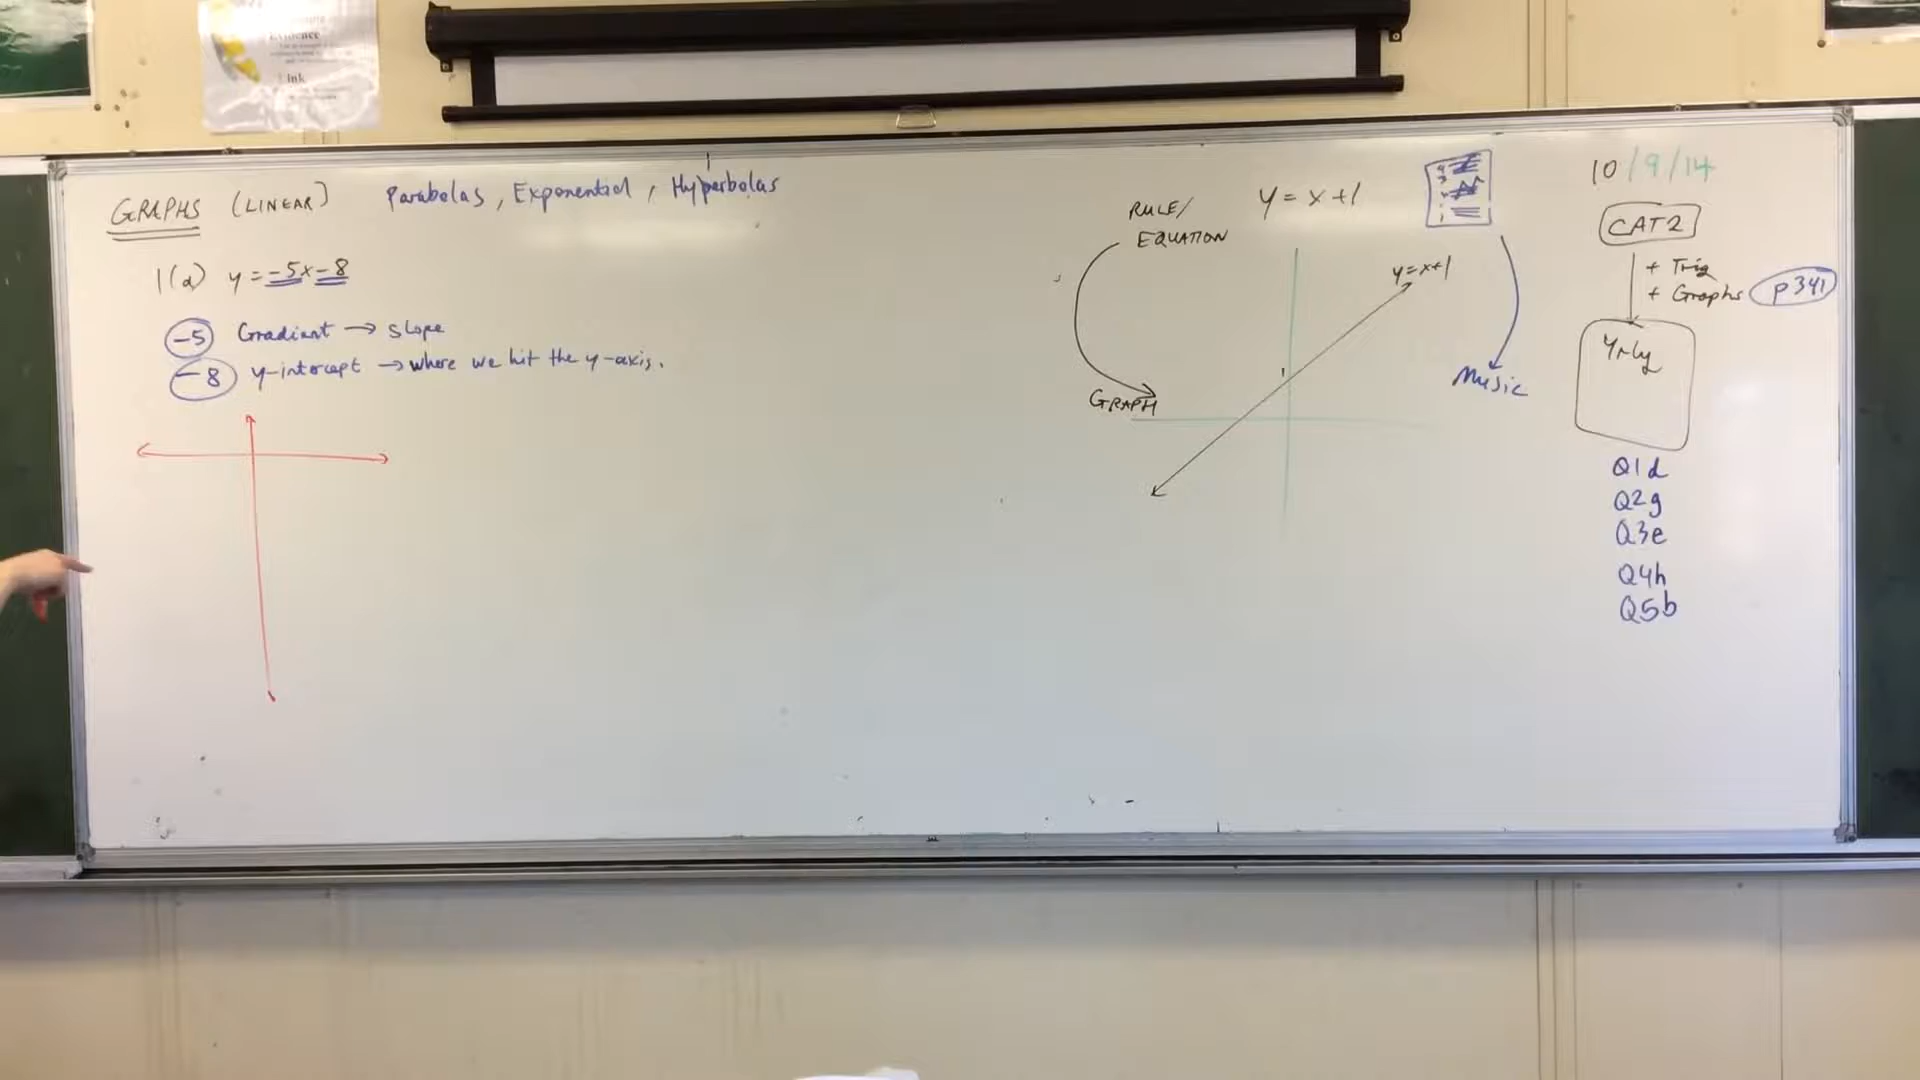 GRAPHS (LINEAR) Parabolas, Exponential, Hyperbolas
1(d) y = -5x - 8
-5 Gradient → slope
-8 y-intercept → where we hit the y-axis.
RULE/
EQUATION
GRAPH
y = x + 1
y = x+1
1
Music
10/9/14
CAT 2
+ Trig
+ Graphs p341
Yrly
Q1d
Q2g
Q3e
Q4h
Q5b
ink